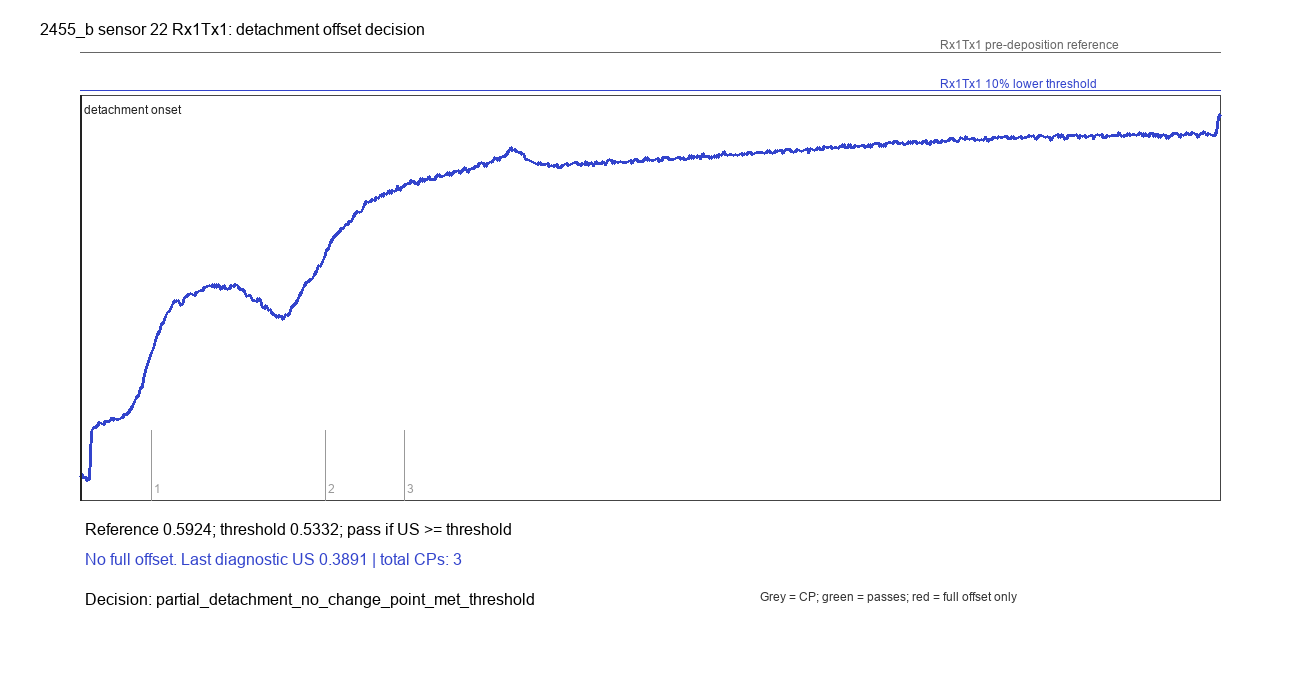 2455_b sensor 22 Rx1Tx1: detachment offset decision
Rx1Tx1 pre-deposition reference
Rx1Tx1 10% lower threshold
detachment onset
1
2
3
Reference 0.5924; threshold 0.5332; pass if US >= threshold
No full offset. Last diagnostic US 0.3891 | total CPs: 3
Decision: partial_detachment_no_change_point_met_threshold
Grey = CP; green = passes; red = full offset only